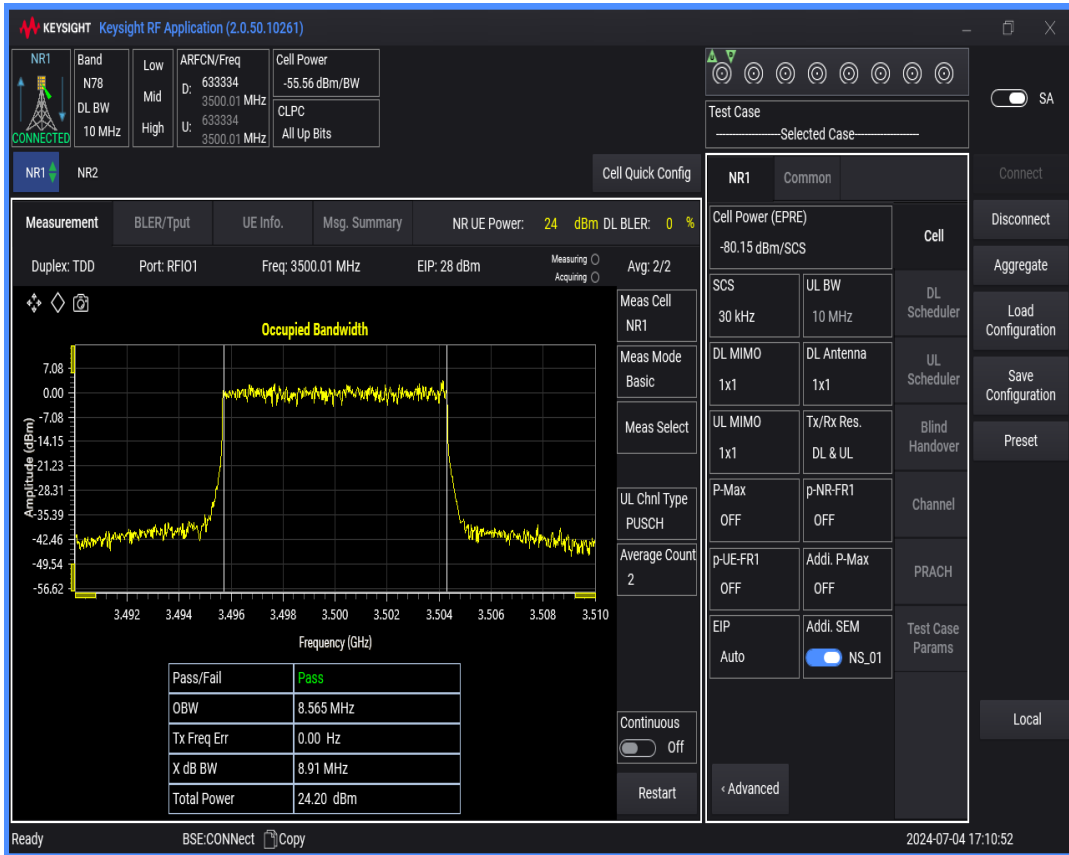 KEYSIGHT Keysight RF Application (2.0.50.10261)
NR1
CONNECTED
Band
N78
DL BW
10 MHz
Low
Mid
High
ARFCN/Freq
D: 633334
3500.01 MHz
U: 633334
3500.01 MHz
Cell Power
-55.56 dBm/BW
CLPC
All Up Bits
Test Case
Selected Case
SA
NR1 NR2
Cell Quick Config
Measurement BLER/Tput UE Info. Msg. Summary NR UE Power: 24 dBm DL BLER: 0 %
Duplex: TDD Port: RFIO1 Freq: 3500.01 MHz EIP: 28 dBm
Measuring
Acquiring
Avg: 2/2
Occupied Bandwidth
Amplitude (dBm)
7.08
0.00
-7.08
-14.15
-21.23
-28.31
-35.39
-42.46
-49.54
-56.62
3.492 3.494 3.496 3.498 3.500 3.502 3.504 3.506 3.508 3.510
Frequency (GHz)
Pass/Fail Pass
OBW 8.565 MHz
Tx Freq Err 0.00 Hz
X dB BW 8.91 MHz
Total Power 24.20 dBm
Meas Cell
NR1
Meas Mode
Basic
Meas Select
UL Chnl Type
PUSCH
Average Count
2
Continuous
Off
Restart
NR1 Common
Cell Power (EPRE)
-80.15 dBm/SCS
SCS
30 kHz
UL BW
10 MHz
DL MIMO
1x1
DL Antenna
1x1
UL MIMO
1x1
Tx/Rx Res.
DL & UL
P-Max
OFF
p-NR-FR1
OFF
p-UE-FR1
OFF
Addi. P-Max
OFF
EIP
Auto
Addi. SEM
NS_01
‹ Advanced
Cell
DL
Scheduler
UL
Scheduler
Blind
Handover
Channel
PRACH
Test Case
Params
Connect
Disconnect
Aggregate
Load
Configuration
Save
Configuration
Preset
Local
Ready BSE:CONNect Copy 2024-07-04 17:10:52